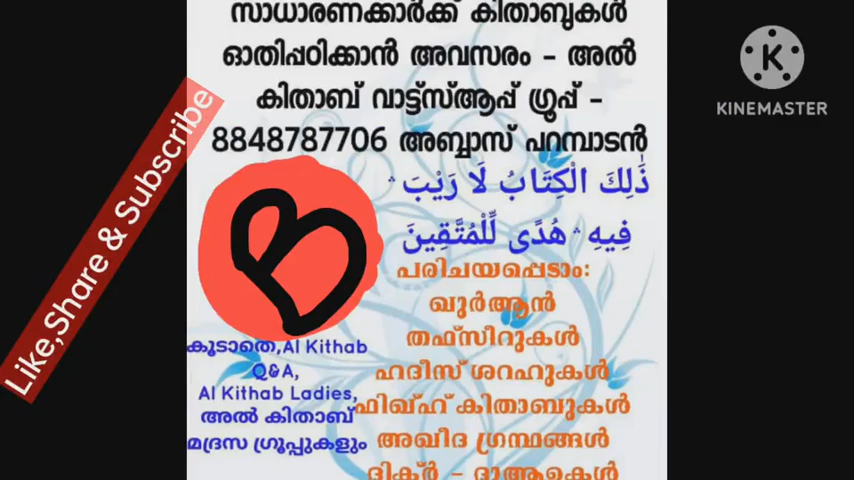 സാധാരണക്കാർക്ക് കിതാബുകൾ
ഓതിപ്പഠിക്കാൻ അവസരം - അൽ
കിതാബ് വാട്ട്സ്ആപ്പ് ഗ്രൂപ്പ് -
8848787706 അബ്ബാസ് പറമ്പാടൻ
ذَٰلِكَ الْكِتَابُ لَا رَيْبَ ۛ
فِيهِ ۛ هُدًى لِّلْمُتَّقِينَ
പരിചയപ്പെടാം:
ഖുർആൻ
തഫ്സീറുകൾ
ഹദീസ് ശറഹുകൾ
ഫിഖ്ഹ് കിതാബുകൾ
അഖീദ ഗ്രന്ഥങ്ങൾ
ദിക്ർ - ദുആഉകൾ
B
കൂടാതെ,Al Kithab
Q&A,
Al Kithab Ladies,
അൽ കിതാബ്
മദ്രസ ഗ്രൂപ്പുകളും
Like,Share & Subscribe
K
KINEMASTER